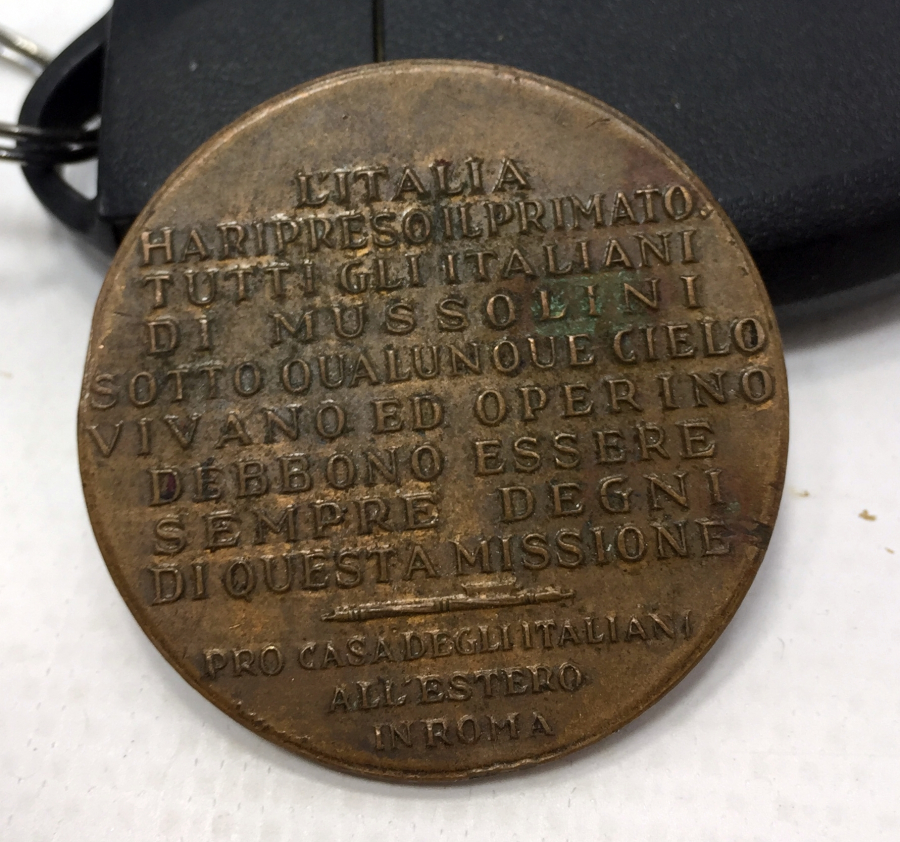 L'ITALIA
HA RIPRESO IL PRIMATO.
TUTTI GLI ITALIANI
DI MUSSOLINI
SOTTO QUALUNQUE CIELO
VIVANO ED OPERINO
DEBBONO ESSERE
SEMPRE DEGNI
DI QUESTA MISSIONE
PRO CASA DEGLI ITALIANI
ALL'ESTERO
IN ROMA